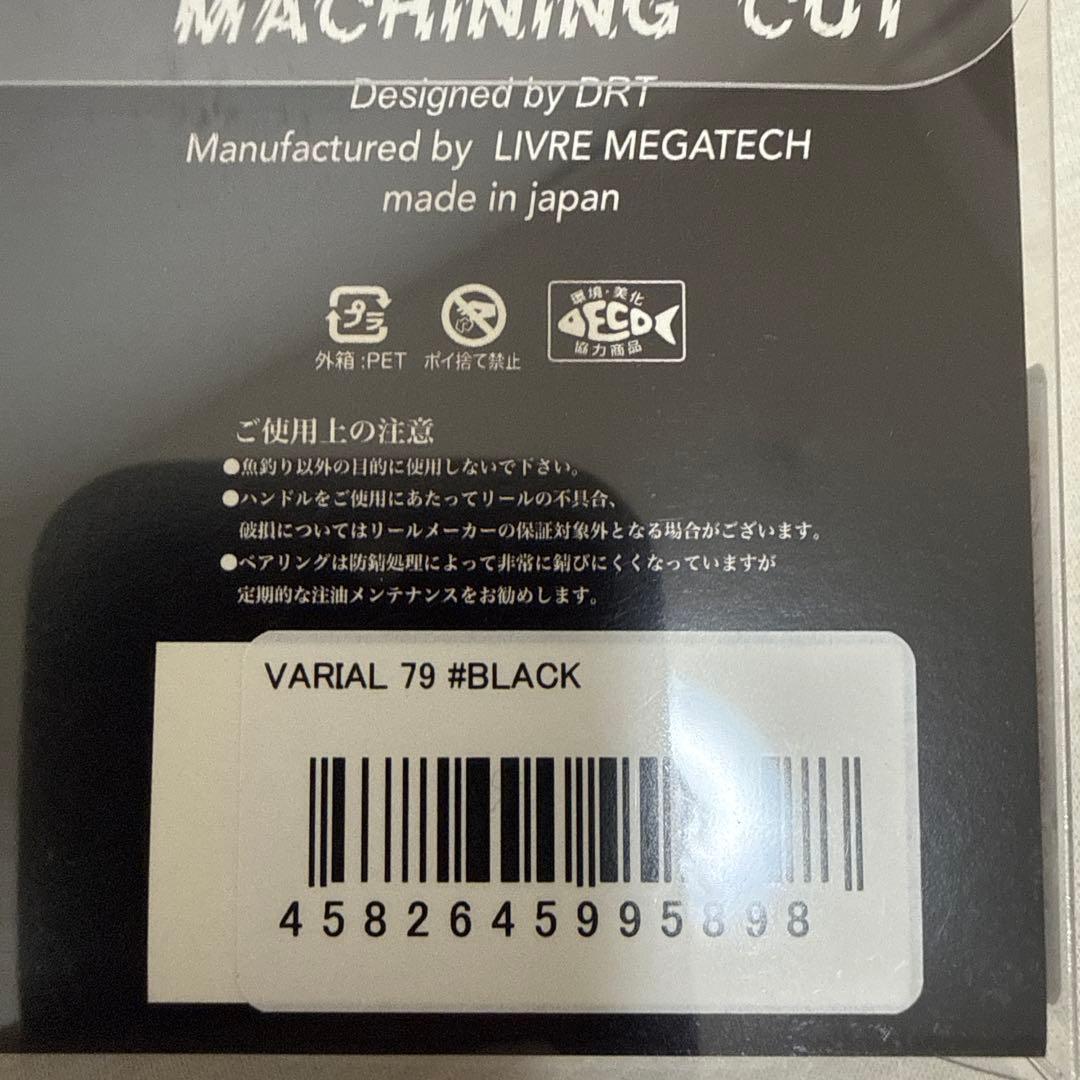 MACHINING CUT
Designed by DRT
Manufactured by LIVRE MEGATECH
made in japan
プラ
環境・美化
ECO
協力商品
外箱:PET ポイ捨て禁止
ご使用上の注意
●魚釣り以外の目的に使用しないで下さい。
●ハンドルをご使用にあたってリールの不具合、
破損についてはリールメーカーの保証対象外となる場合がございます。
●ベアリングは防錆処理によって非常に錆びにくくなっていますが
定期的な注油メンテナンスをお勧めします。
VARIAL 79 #BLACK
4582645995898